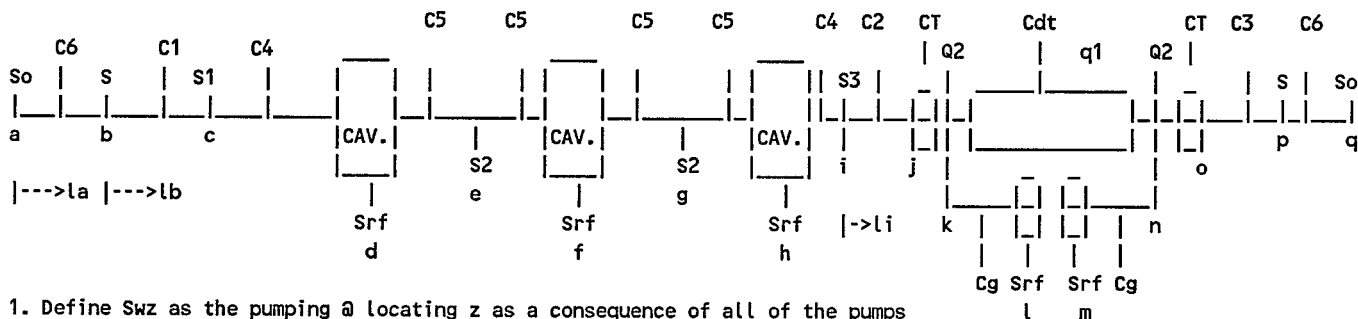 C5 C5 C5 C5 C4 C2 CT Cdt CT C3 C6
C6 C1 C4 Q2 q1 Q2
So S S1 S3 S So
a b c CAV. CAV. CAV. i j p q
S2 S2 o
|--->la |--->lb e g
Srf Srf Srf |->li k n
d f h
Cg Srf Srf Cg
1. Define Swz as the pumping @ locating z as a consequence of all of the pumps
l m